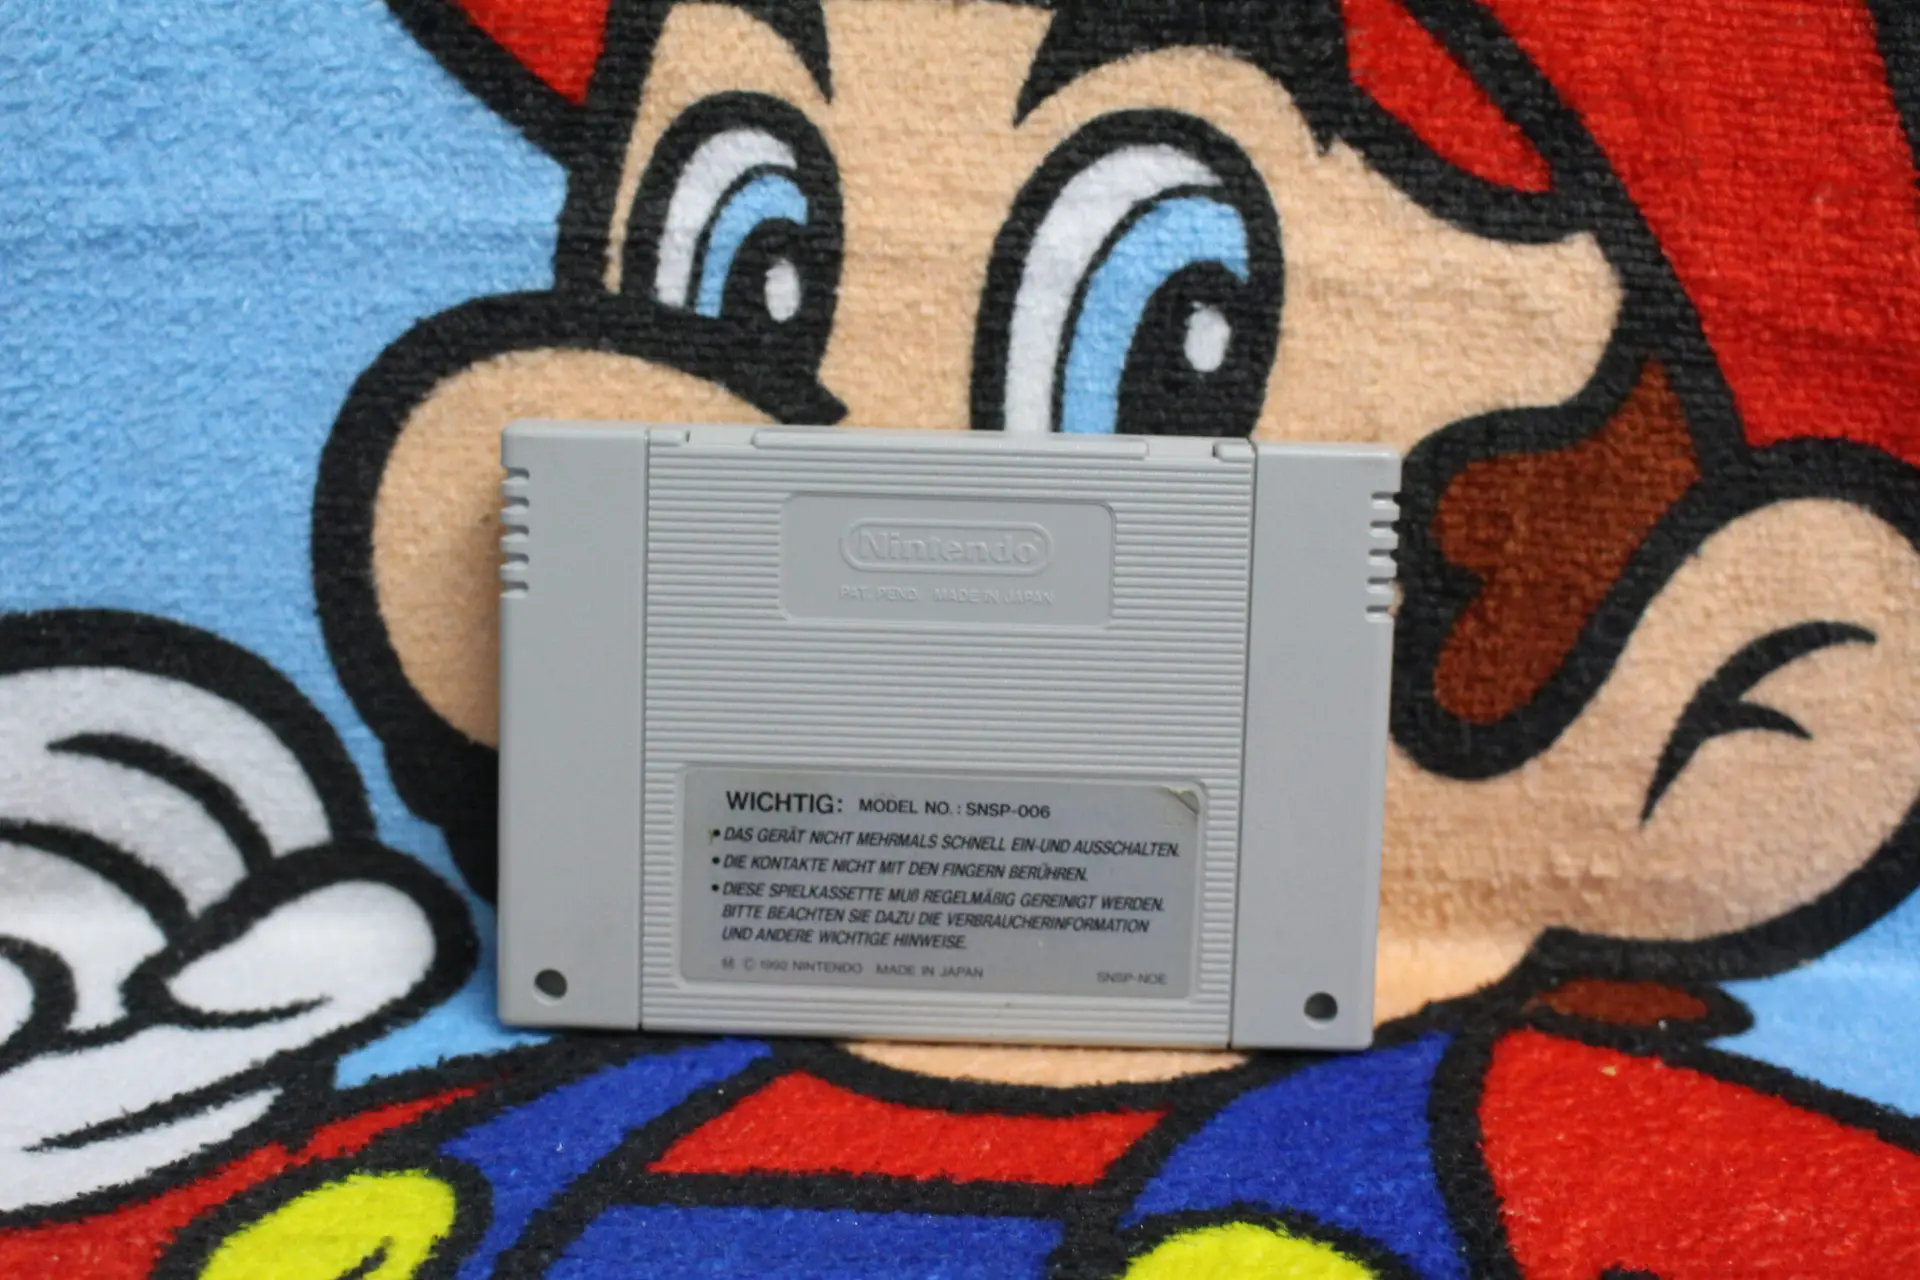 Nintendo
PAT. PEND. MADE IN JAPAN
WICHTIG: MODEL NO.: SNSP-006
• DAS GERÄT NICHT MEHRMALS SCHNELL EIN-UND AUSSCHALTEN.
• DIE KONTAKTE NICHT MIT DEN FINGERN BERÜHREN.
• DIESE SPIELKASSETTE MUß REGELMÄßIG GEREINIGT WERDEN.
BITTE BEACHTEN SIE DAZU DIE VERBRAUCHERINFORMATION
UND ANDERE WICHTIGE HINWEISE.
M © 1992 NINTENDO MADE IN JAPAN SNSP-NOE